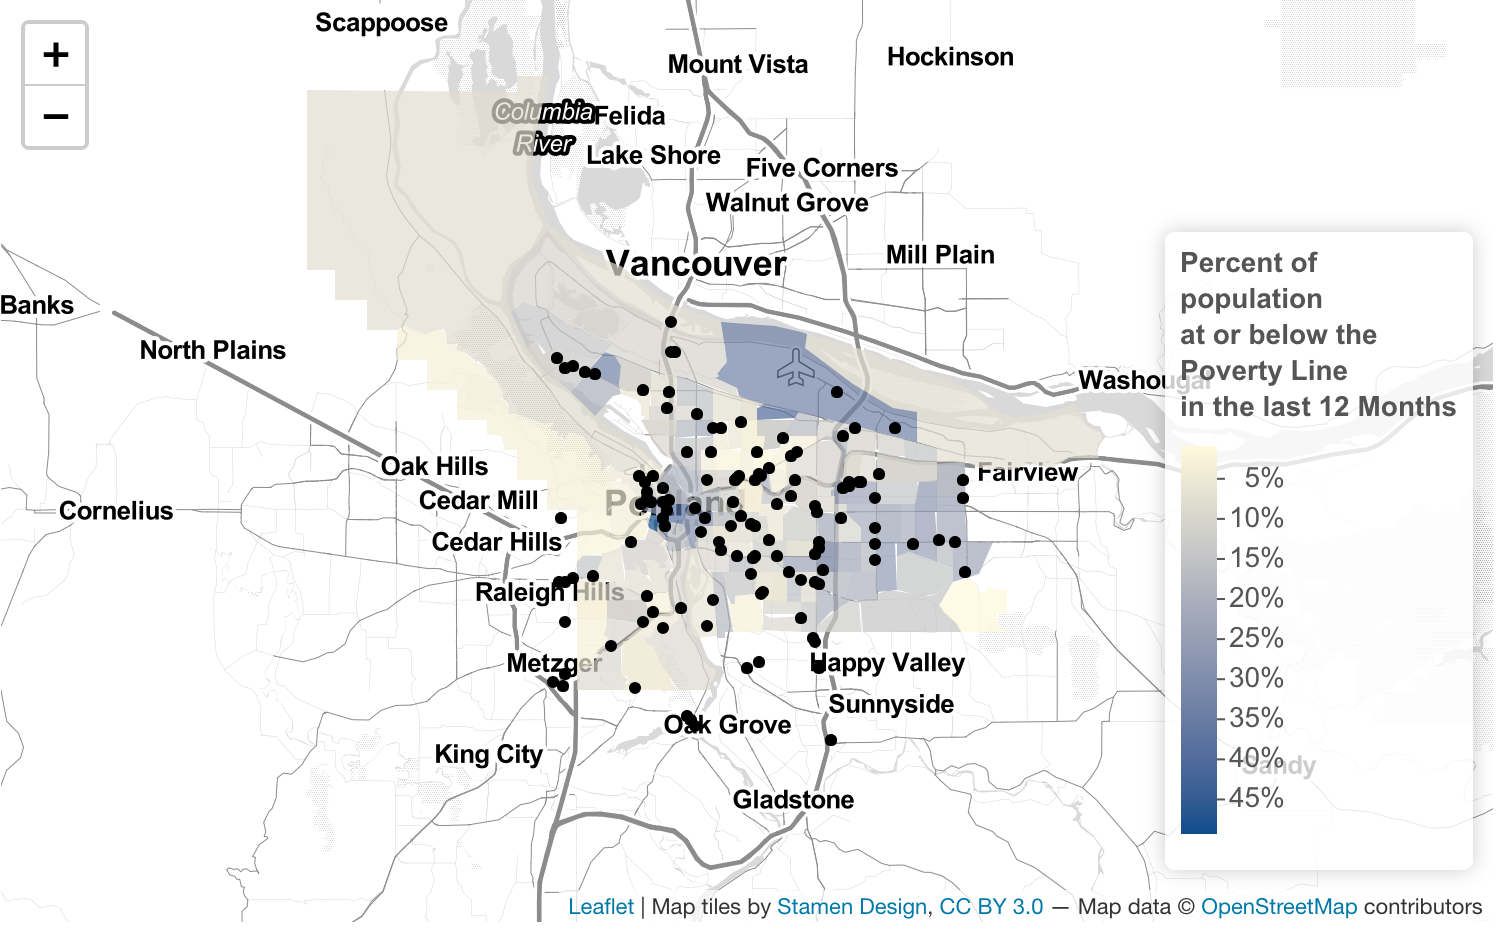 +
−
Scappoose
Mount Vista
Hockinson
Columbia
River
Felida
Lake Shore
Five Corners
Walnut Grove
Vancouver
Mill Plain
Banks
North Plains
Washougal
Oak Hills
Cedar Mill
Cornelius
Cedar Hills
Portland
Fairview
Raleigh Hills
Metzger
Happy Valley
Sunnyside
Oak Grove
King City
Gladstone
Sandy
Percent of
population
at or below the
Poverty Line
in the last 12 Months
5%
10%
15%
20%
25%
30%
35%
40%
45%
Leaflet | Map tiles by Stamen Design, CC BY 3.0 — Map data © OpenStreetMap contributors